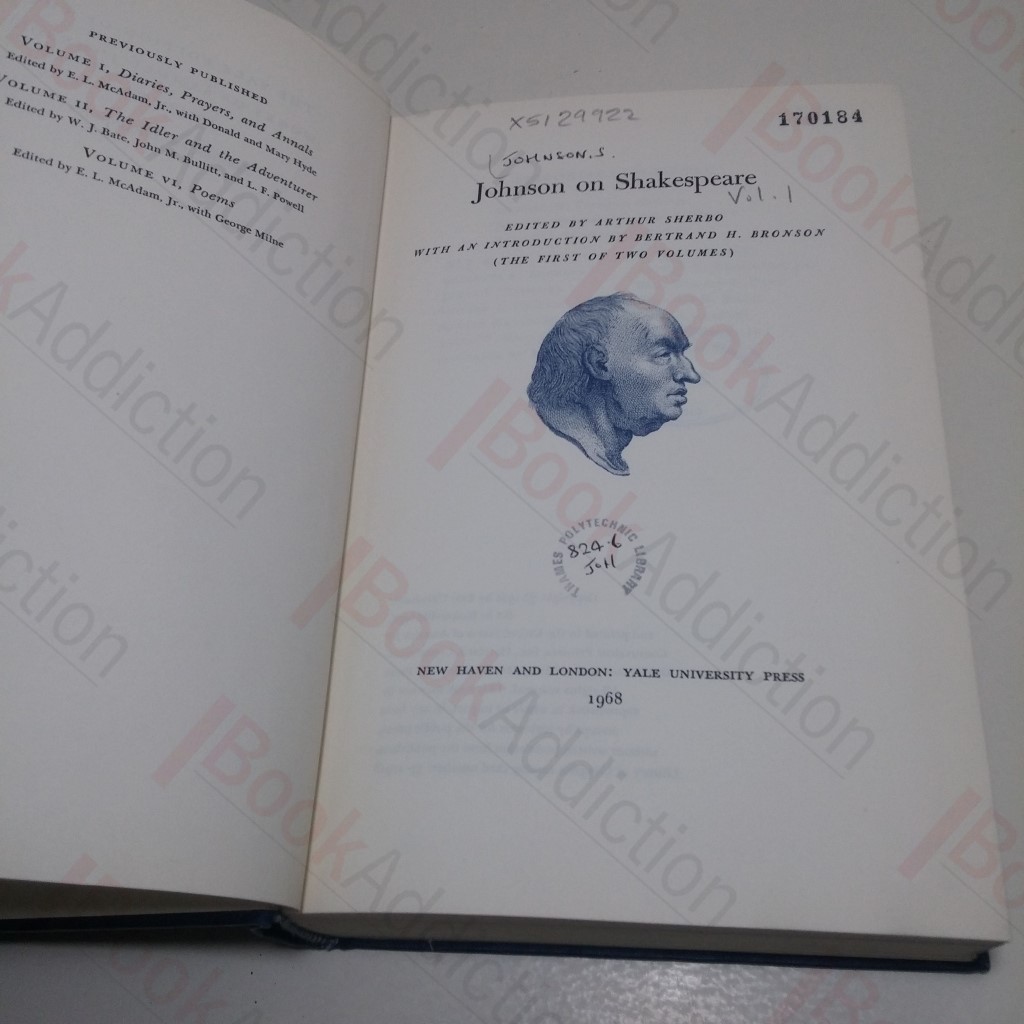 PREVIOUSLY PUBLISHED
VOLUME I, Diaries, Prayers, and Annals
Edited by E. L. McAdam, Jr., with Donald and Mary Hyde
VOLUME II, The Idler and the Adventurer
Edited by W. J. Bate, John M. Bullitt, and L. F. Powell
VOLUME VI, Poems
Edited by E. L. McAdam, Jr., with George Milne
X5129922
170184
JOHNSON, S.
Johnson on Shakespeare
Vol. 1
EDITED BY ARTHUR SHERBO
WITH AN INTRODUCTION BY BERTRAND H. BRONSON
(THE FIRST OF TWO VOLUMES)
THAMES POLYTECHNIC LIBRARY
824.6
JOH
NEW HAVEN AND LONDON: YALE UNIVERSITY PRESS
1968
BookAddiction